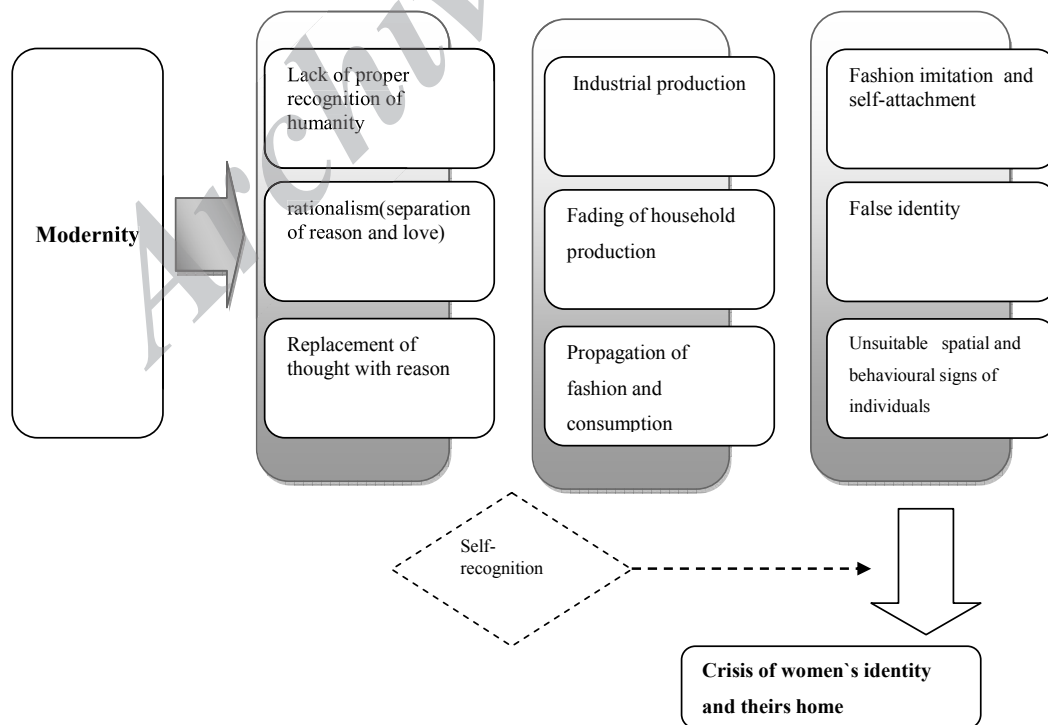 Modernity
Lack of proper
recognition of
humanity
rationalism(separation
of reason and love)
Replacement of
thought with reason
Industrial production
Fading of household
production
Propagation of
fashion and
consumption
Fashion imitation and
self-attachment
False identity
Unsuitable spatial and
behavioural signs of
individuals
Self-
recognition
Crisis of women`s identity
and theirs home